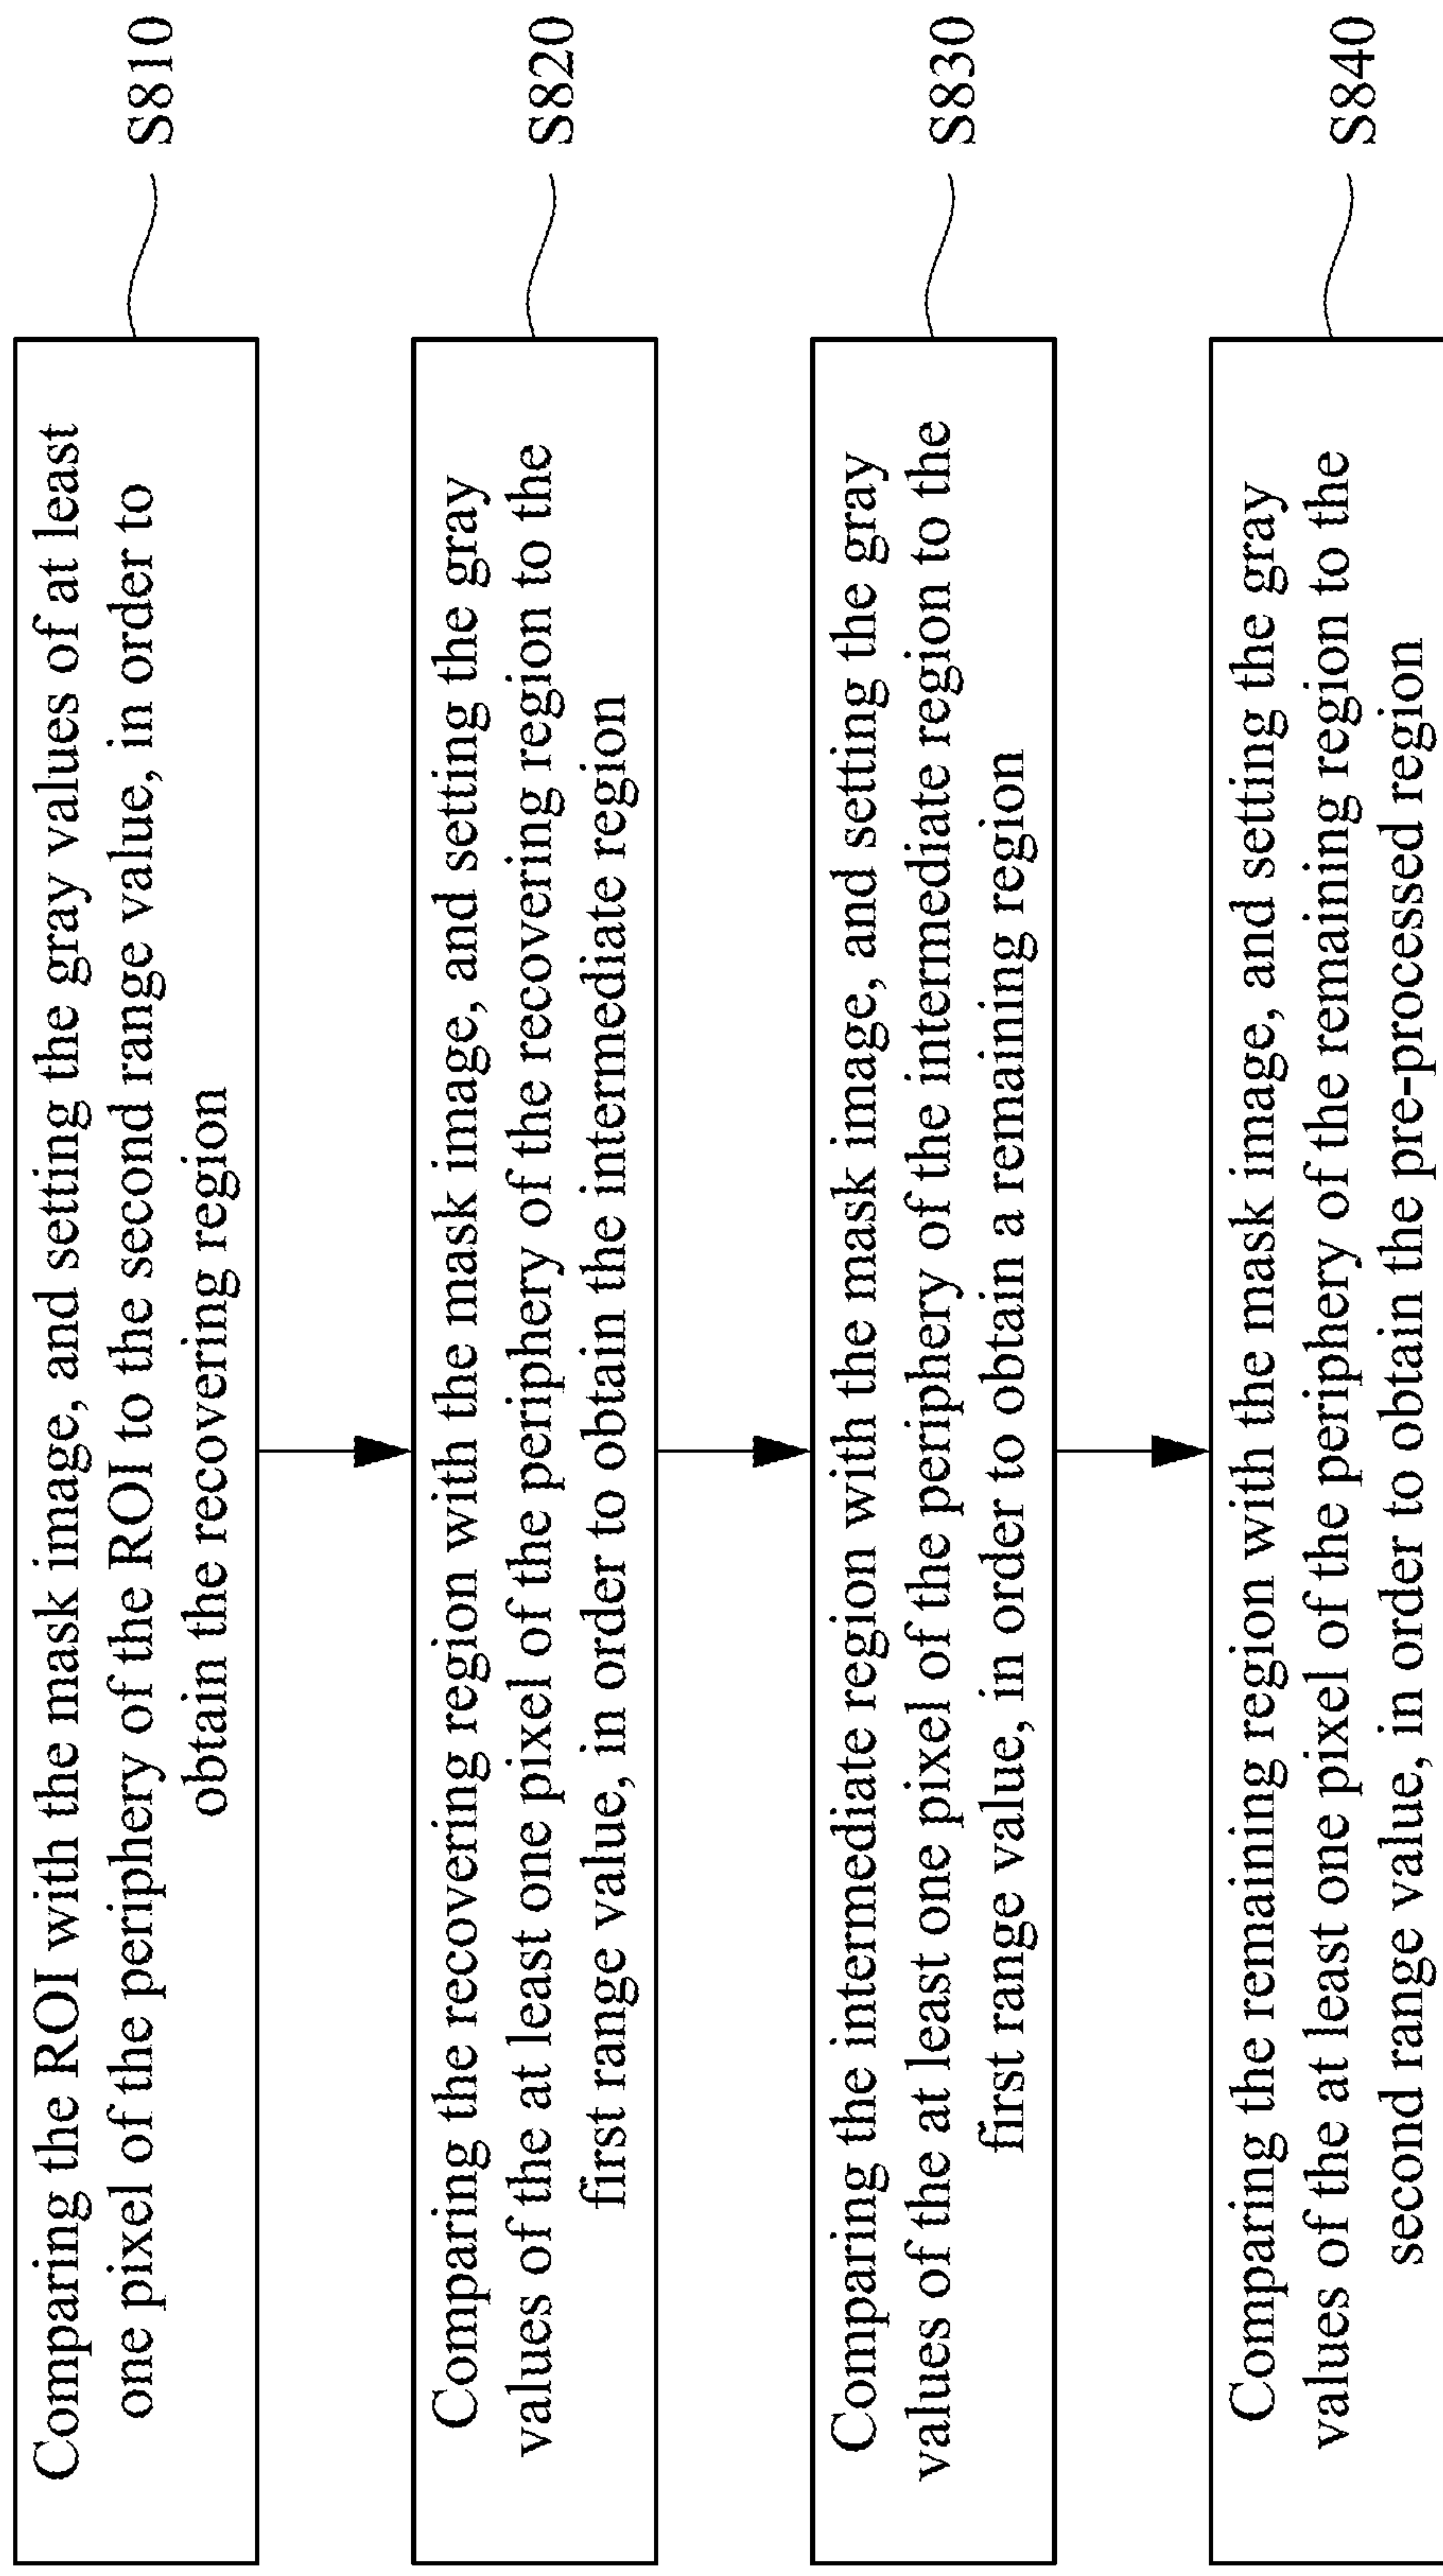 Comparing the ROI with the mask image, and setting the gray values of at least
one pixel of the periphery of the ROI to the second range value, in order to
obtain the recovering region
S810
Comparing the recovering region with the mask image, and setting the gray
values of the at least one pixel of the periphery of the recovering region to the
first range value, in order to obtain the intermediate region
S820
Comparing the intermediate region with the mask image, and setting the gray
values of the at least one pixel of the periphery of the intermediate region to the
first range value, in order to obtain a remaining region
S830
Comparing the remaining region with the mask image, and setting the gray
values of the at least one pixel of the periphery of the remaining region to the
second range value, in order to obtain the pre-processed region
S840